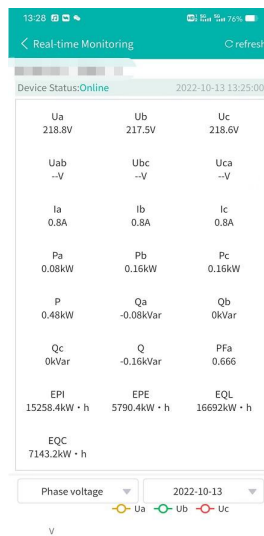 13:28 5G 5G 76%
Real-time Monitoring refresh
Device Status:Online 2022-10-13 13:25:00
Ua Ub Uc
218.8V 217.5V 218.6V
Uab Ubc Uca
--V --V --V
Ia Ib Ic
0.8A 0.8A 0.8A
Pa Pb Pc
0.08kW 0.16kW 0.16kW
P Qa Qb
0.48kW -0.08kVar 0kVar
Qc Q PFa
0kVar -0.16kVar 0.666
EPI EPE EQL
15258.4kW·h 5790.4kW·h 16692kW·h
EQC
7143.2kW·h
Phase voltage 2022-10-13
Ua Ub Uc
V